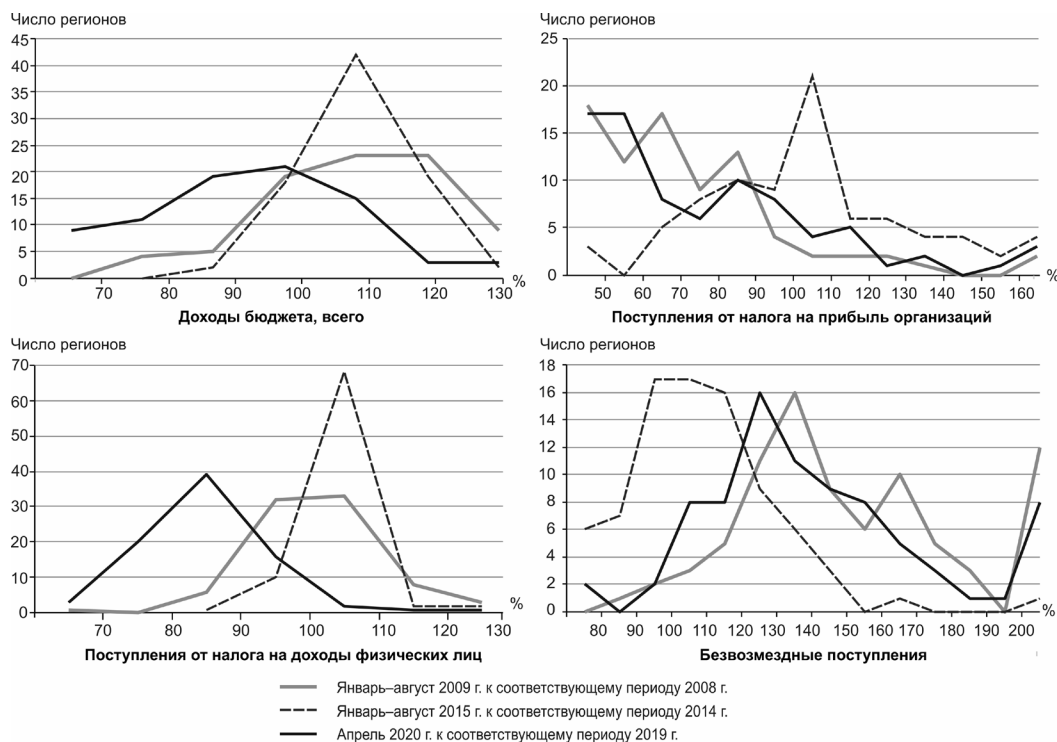 Число регионов
45
40
35
30
25
20
15
10
5
0
70 80 90 100 110 120 130 %
Доходы бюджета, всего
Число регионов
25
20
15
10
5
0
50 60 70 80 90 100 110 120 130 140 150 160 %
Поступления от налога на прибыль организаций
Число регионов
70
60
50
40
30
20
10
0
70 80 90 100 110 120 130 %
Поступления от налога на доходы физических лиц
Число регионов
18
16
14
12
10
8
6
4
2
0
80 90 100 110 120 130 140 150 160 170 180 190 200 %
Безвозмездные поступления
Январь–август 2009 г. к соответствующему периоду 2008 г.
Январь–август 2015 г. к соответствующему периоду 2014 г.
Апрель 2020 г. к соответствующему периоду 2019 г.